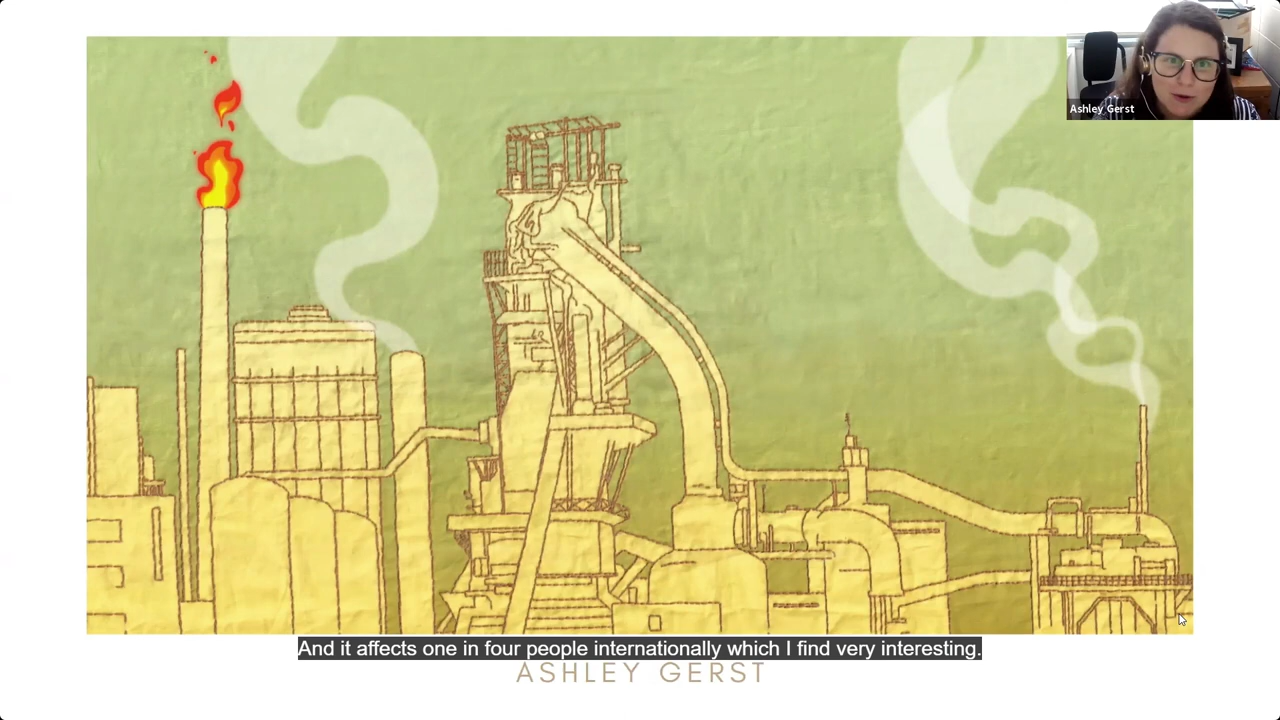 Ashley Gerst
And it affects one in four people internationally which I find very interesting.
ASHLEY GERST